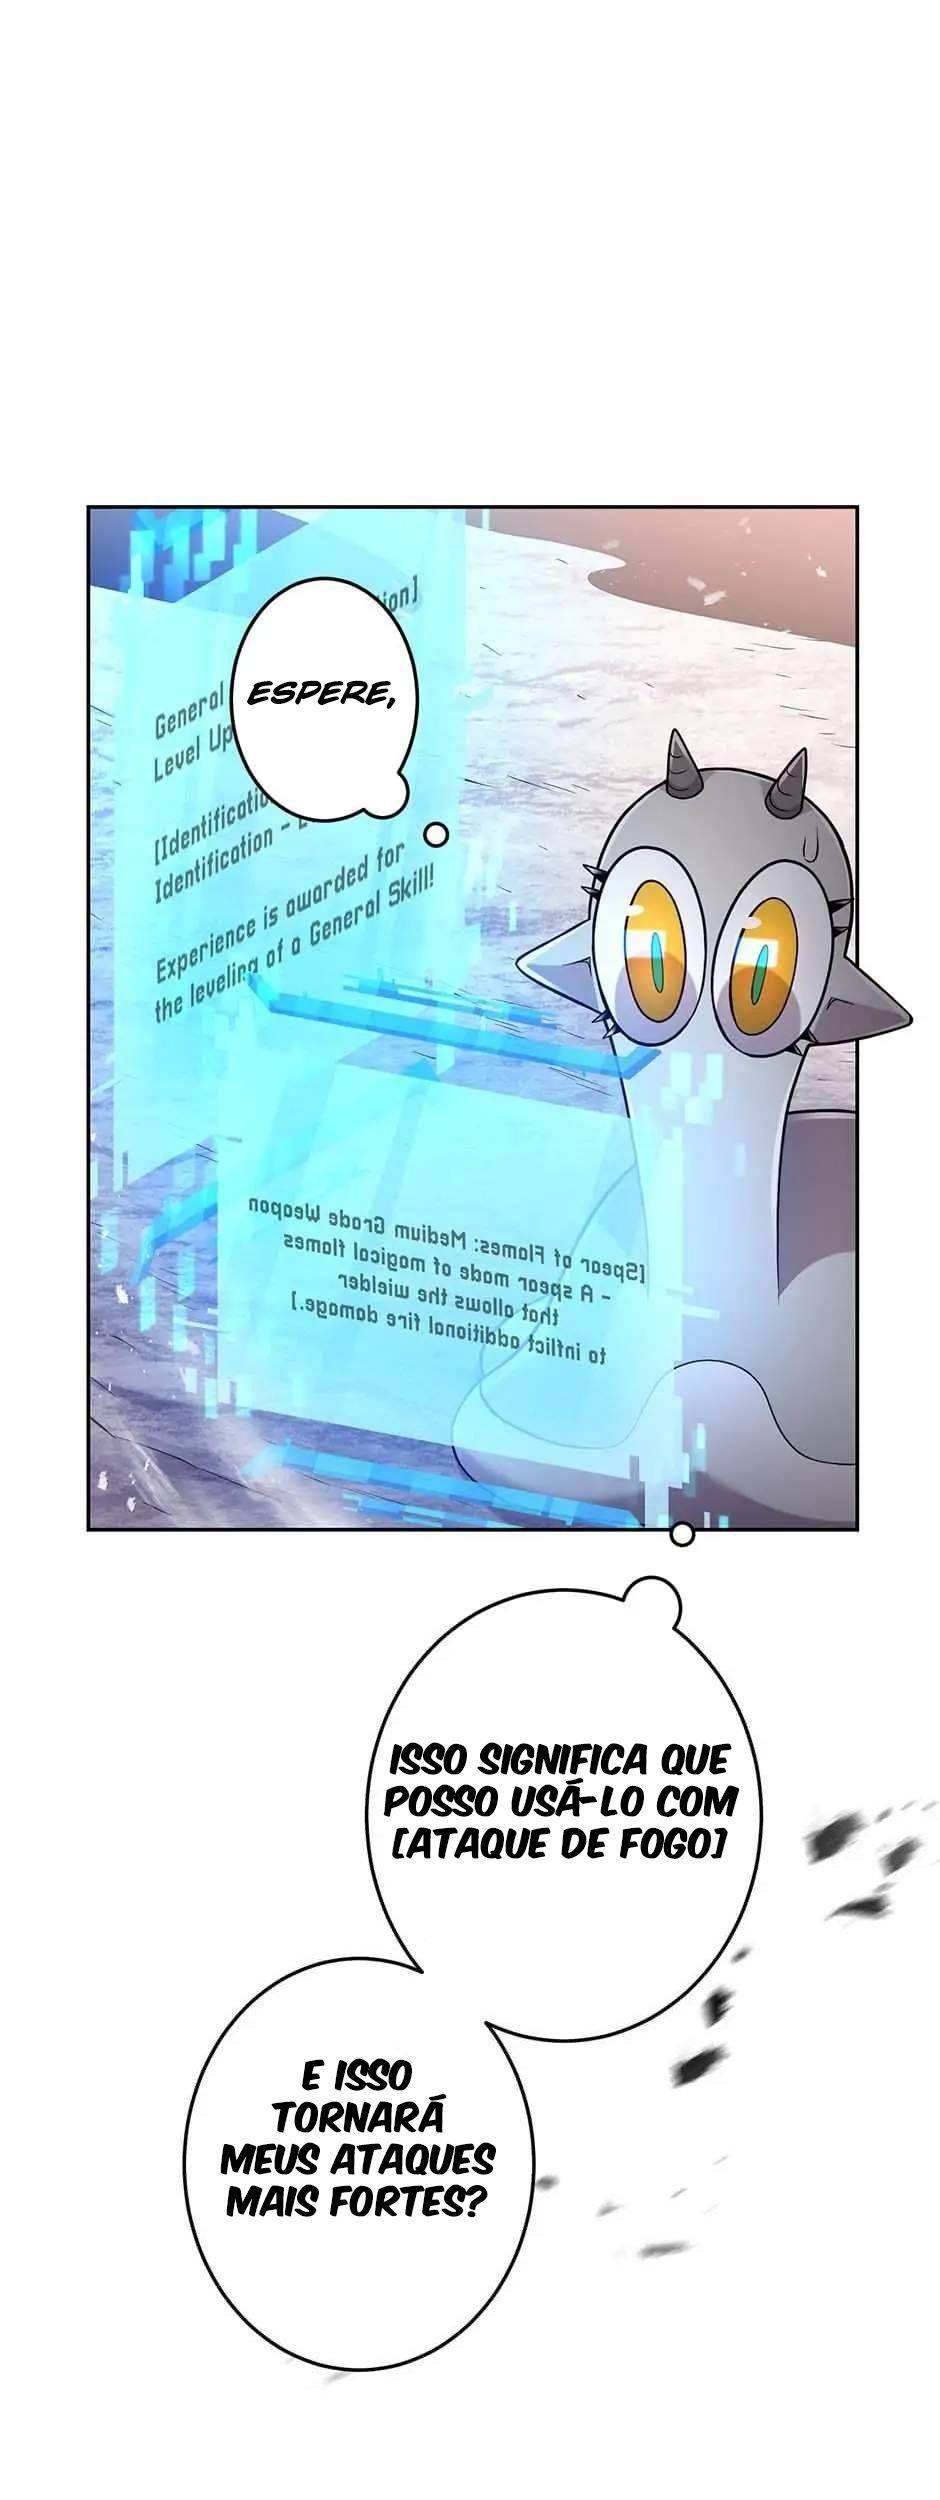 ion]
ESPERE,
General
Level Up
[Identificatio
Identification -
Experience is awarded for
the leveling of a General Skill!
[Spear of Flames: Medium Grade Weapon
- A spear made of magical flames
that allows the wielder
to inflict additional fire damage.]
ISSO SIGNIFICA QUE
POSSO USÁ-LO COM
[ATAQUE DE FOGO]
E ISSO
TORNARÁ
MEUS ATAQUES
MAIS FORTES?